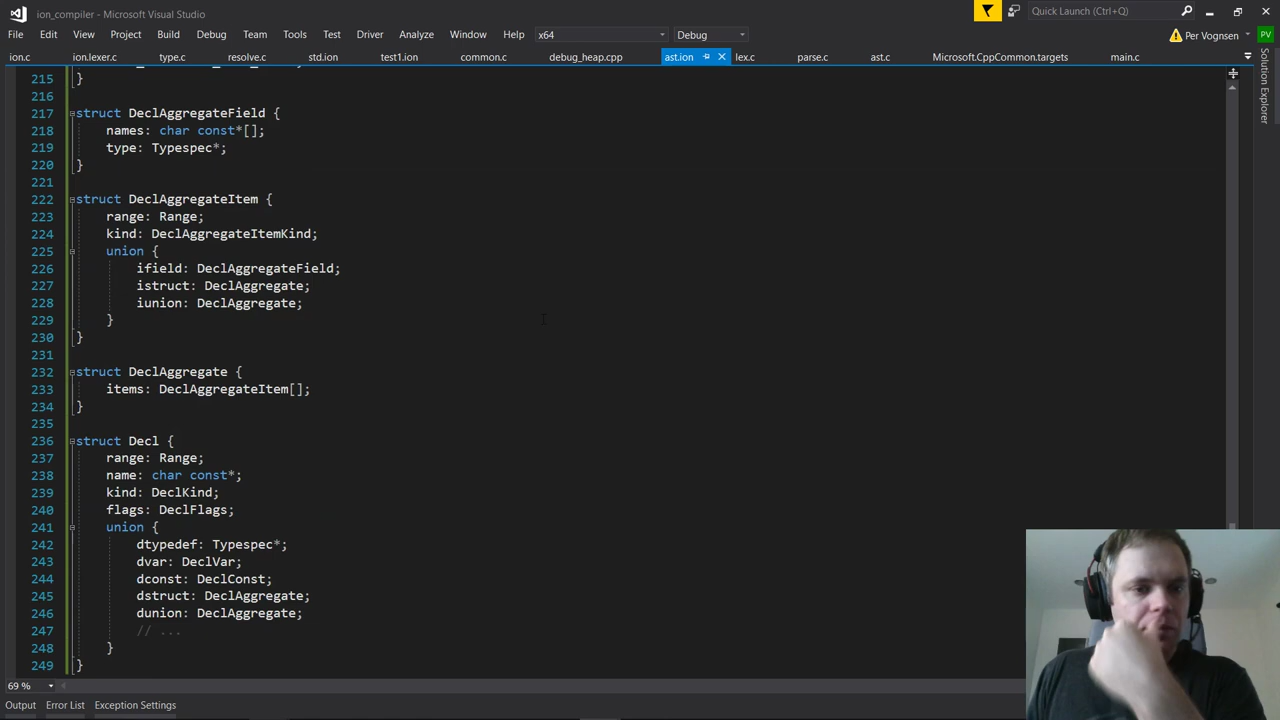 ion_compiler - Microsoft Visual Studio
Quick Launch (Ctrl+Q)
File Edit View Project Build Debug Team Tools Test Driver Analyze Window Help x64 Debug Per Vognsen PV
ion.c ion.lexer.c type.c resolve.c std.ion test1.ion common.c debug_heap.cpp ast.ion lex.c parse.c ast.c Microsoft.CppCommon.targets main.c
Solution Explorer
215 }
216
217 struct DeclAggregateField {
218 names: char const*[];
219 type: Typespec*;
220 }
221
222 struct DeclAggregateItem {
223 range: Range;
224 kind: DeclAggregateItemKind;
225 union {
226 ifield: DeclAggregateField;
227 istruct: DeclAggregate;
228 iunion: DeclAggregate;
229 }
230 }
231
232 struct DeclAggregate {
233 items: DeclAggregateItem[];
234 }
235
236 struct Decl {
237 range: Range;
238 name: char const*;
239 kind: DeclKind;
240 flags: DeclFlags;
241 union {
242 dtypedef: Typespec*;
243 dvar: DeclVar;
244 dconst: DeclConst;
245 dstruct: DeclAggregate;
246 dunion: DeclAggregate;
247 // ...
248 }
249 }
69 %
Output Error List Exception Settings